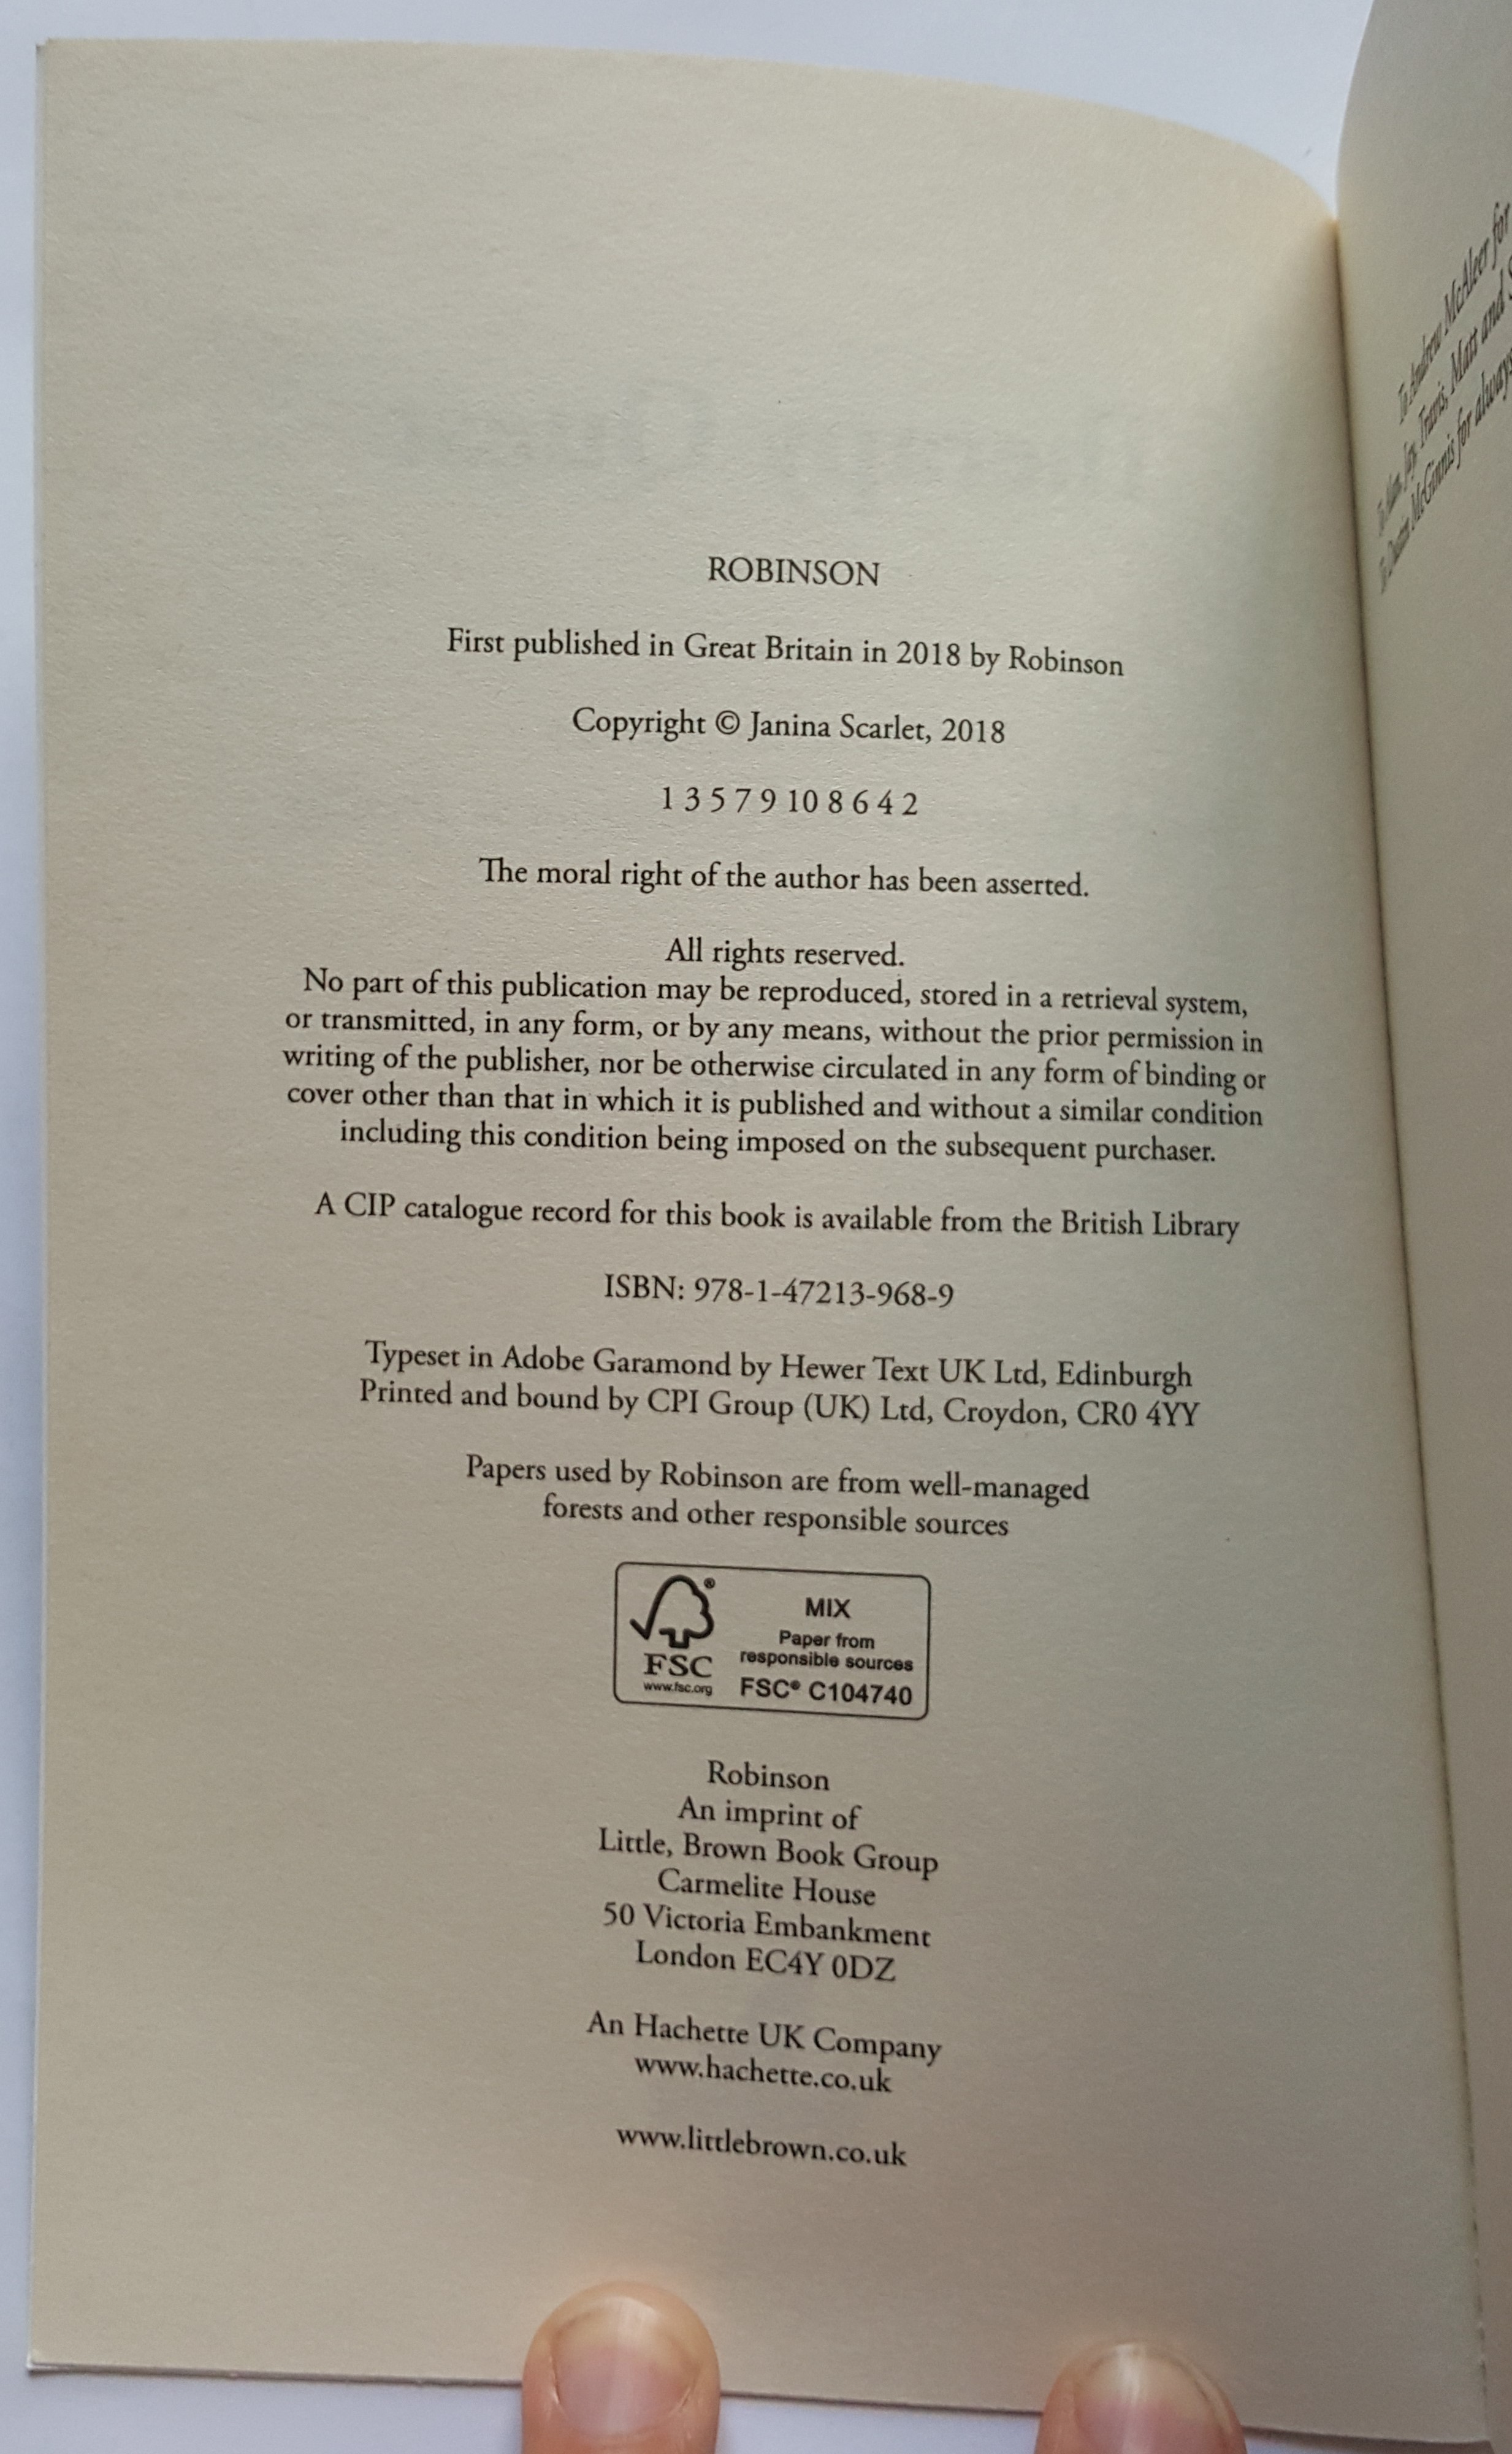 ROBINSON
First published in Great Britain in 2018 by Robinson
Copyright © Janina Scarlet, 2018
1 3 5 7 9 10 8 6 4 2
The moral right of the author has been asserted.
All rights reserved.
No part of this publication may be reproduced, stored in a retrieval system,
or transmitted, in any form, or by any means, without the prior permission in
writing of the publisher, nor be otherwise circulated in any form of binding or
cover other than that in which it is published and without a similar condition
including this condition being imposed on the subsequent purchaser.
A CIP catalogue record for this book is available from the British Library
ISBN: 978-1-47213-968-9
Typeset in Adobe Garamond by Hewer Text UK Ltd, Edinburgh
Printed and bound by CPI Group (UK) Ltd, Croydon, CR0 4YY
Papers used by Robinson are from well-managed
forests and other responsible sources
FSC
www.fsc.org
MIX
Paper from
responsible sources
FSC® C104740
Robinson
An imprint of
Little, Brown Book Group
Carmelite House
50 Victoria Embankment
London EC4Y 0DZ
An Hachette UK Company
www.hachette.co.uk
www.littlebrown.co.uk
To Andrew McAleer for
Travis, Matt and
To Dustin McGinnis for always